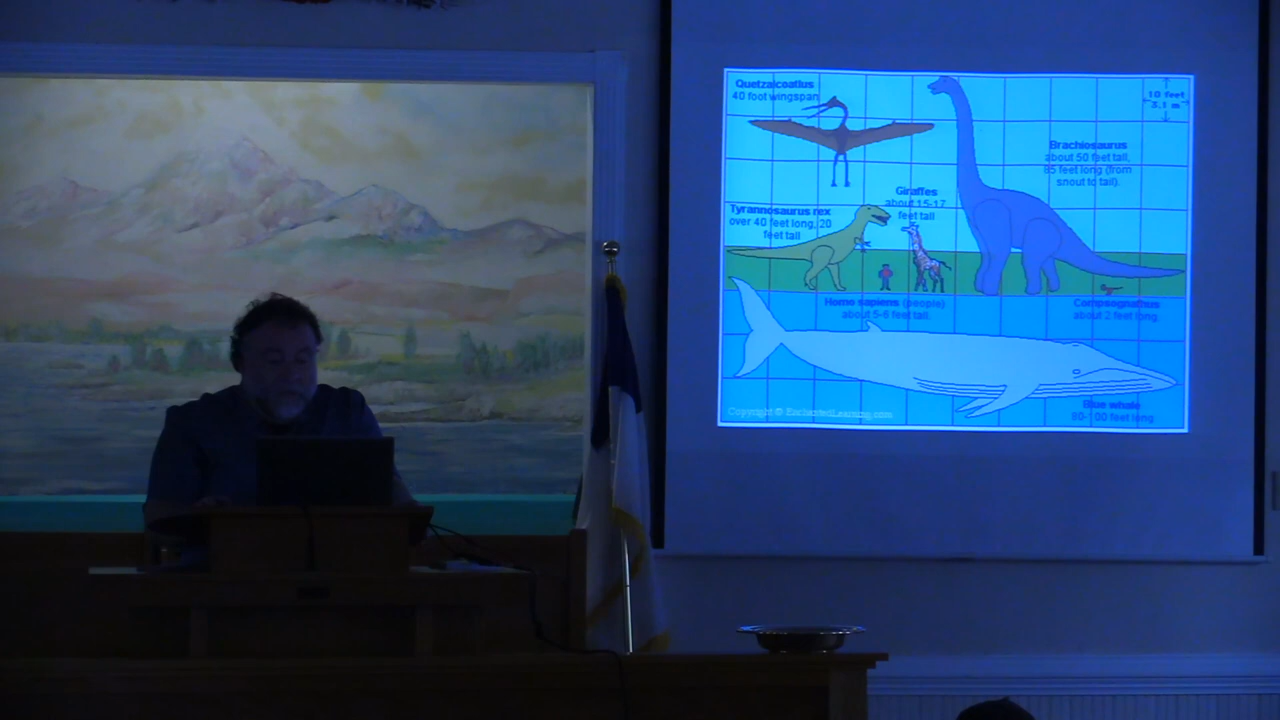 Quetzalcoatlus
40 foot wingspan
10 feet
3.1 m
Brachiosaurus
about 50 feet tall,
85 feet long (from
snout to tail).
Giraffes
about 15-17
feet tall
Tyrannosaurus rex
over 40 feet long, 20
feet tall
Homo sapiens (people)
about 5-6 feet tall.
Compsognathus
about 2 feet long.
Blue whale
80-100 feet long
Copyright © EnchantedLearning.com